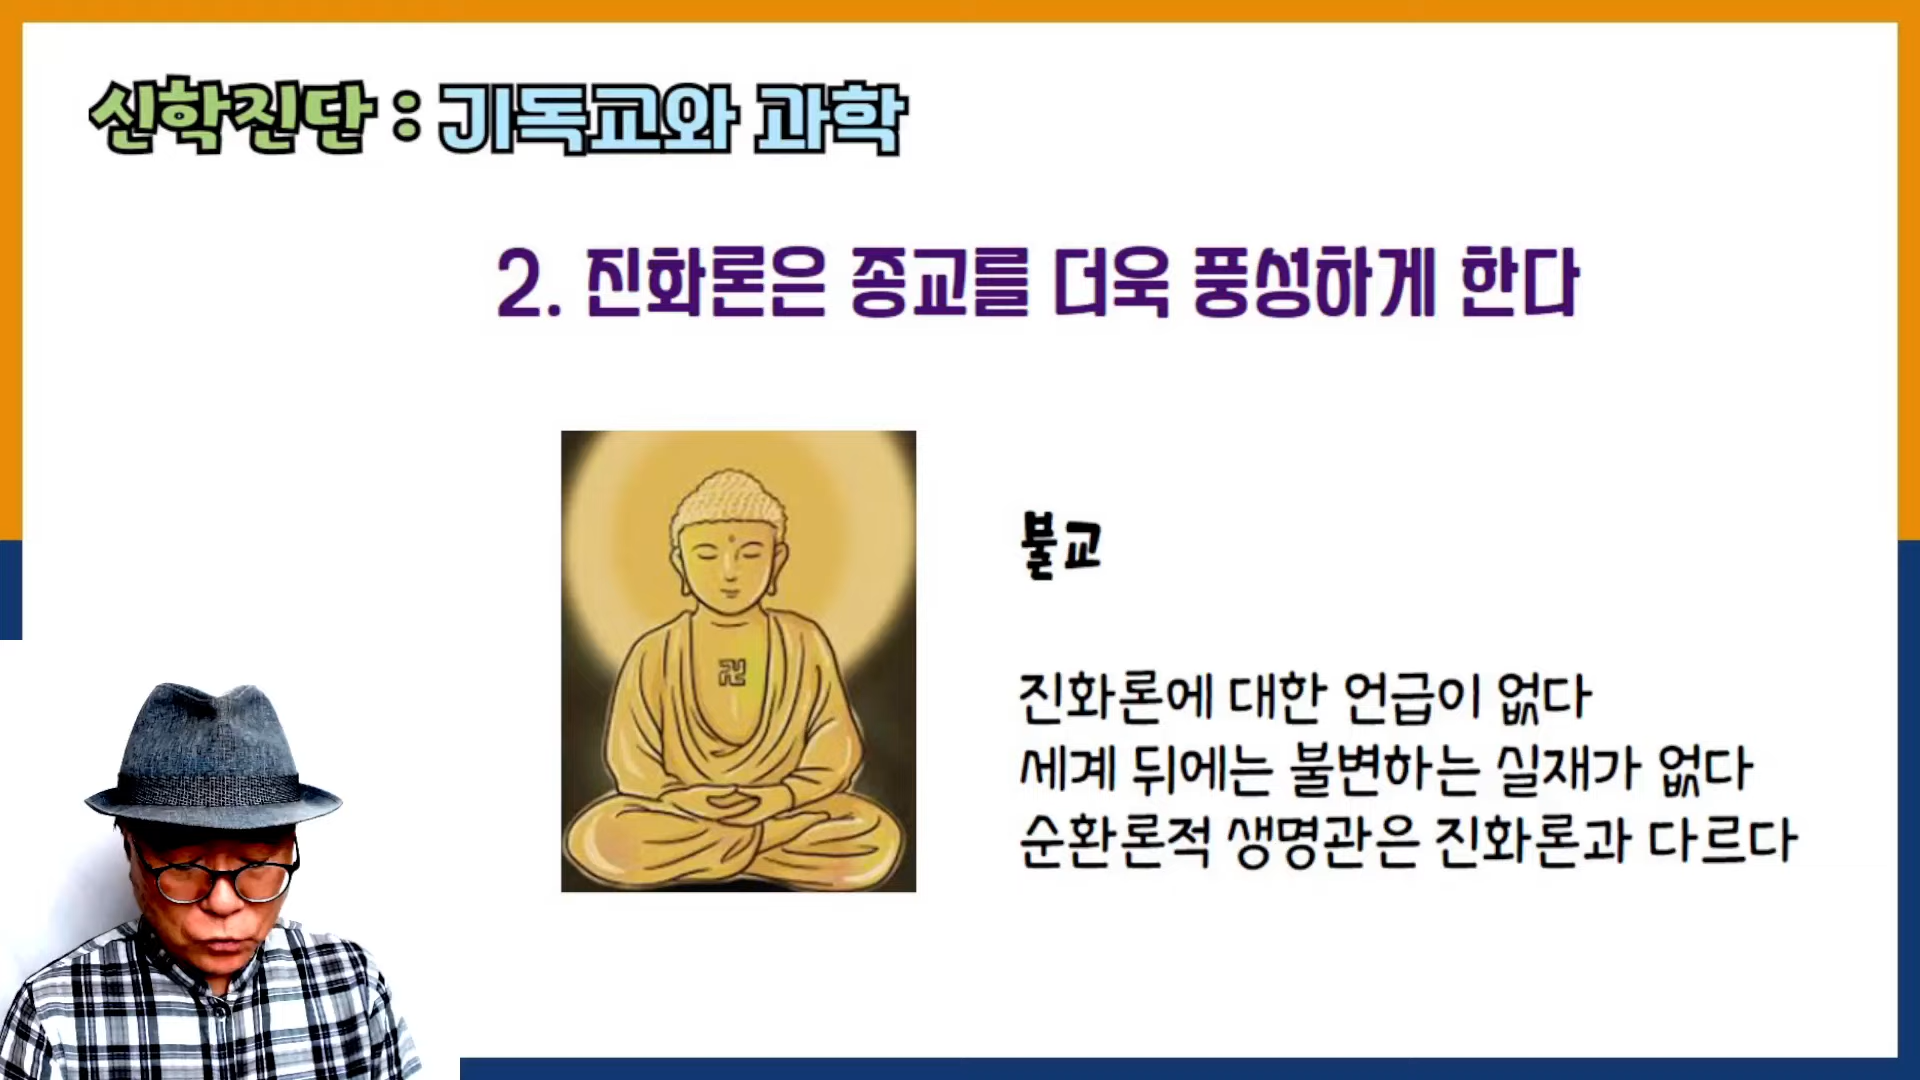 신학진단 : 기독교와 과학
2. 진화론은 종교를 더욱 풍성하게 한다
卍
불교
진화론에 대한 언급이 없다
세계 뒤에는 불변하는 실재가 없다
순환론적 생명관은 진화론과 다르다